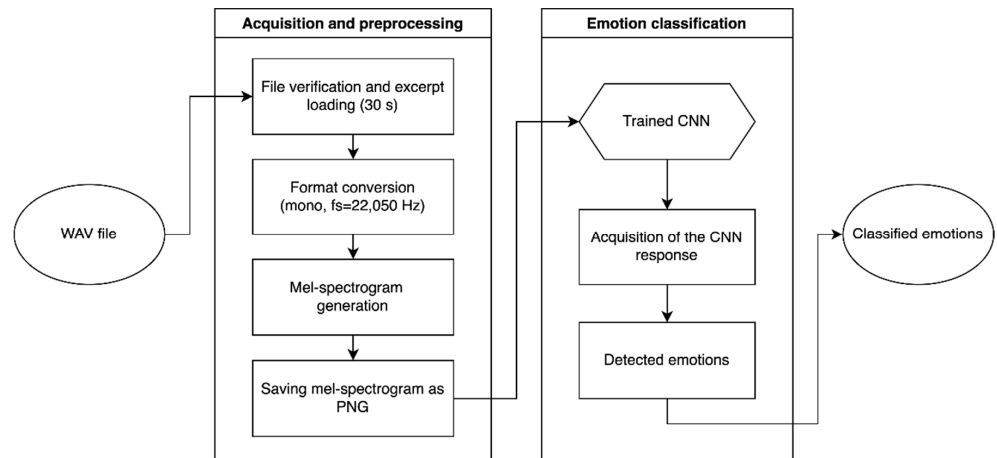 Acquisition and preprocessing
Emotion classification
WAV file
File verification and excerpt
loading (30 s)
Format conversion
(mono, fs=22,050 Hz)
Mel-spectrogram
generation
Saving mel-spectrogram as
PNG
Trained CNN
Acquisition of the CNN
response
Detected emotions
Classified emotions